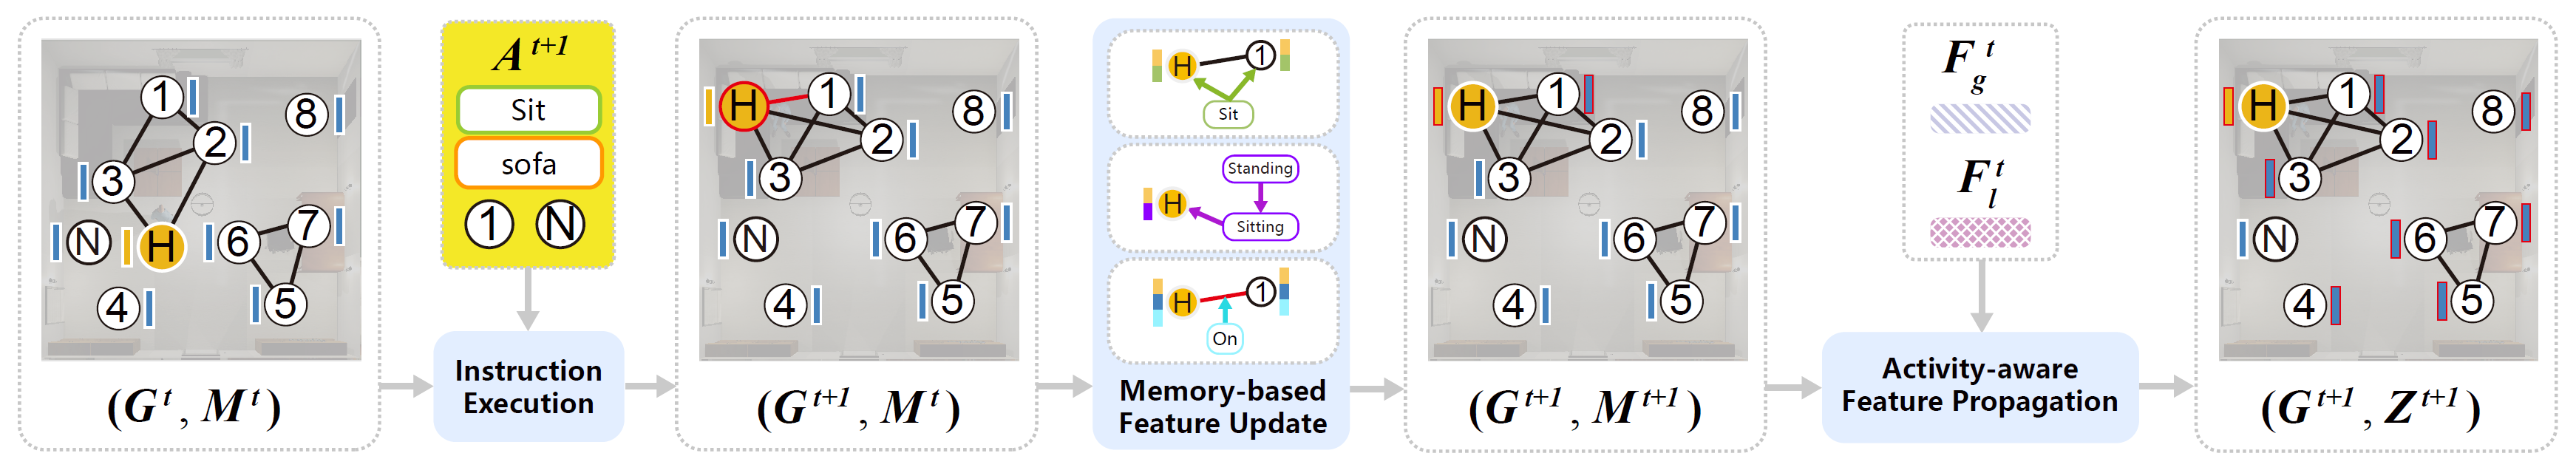 1
2
8
3
N
H
6
7
4
5
(G^t, M^t)
A^{t+1}
Sit
sofa
1 N
Instruction
Execution
H
1
2
8
3
N
6
7
4
5
(G^{t+1}, M^t)
H 1
Sit
Standing
H
Sitting
H 1
On
Memory-based
Feature Update
H
1
2
8
3
N
6
7
4
5
(G^{t+1}, M^{t+1})
F_g^t
F_l^t
Activity-aware
Feature Propagation
H
1
2
8
3
N
6
7
4
5
(G^{t+1}, Z^{t+1})